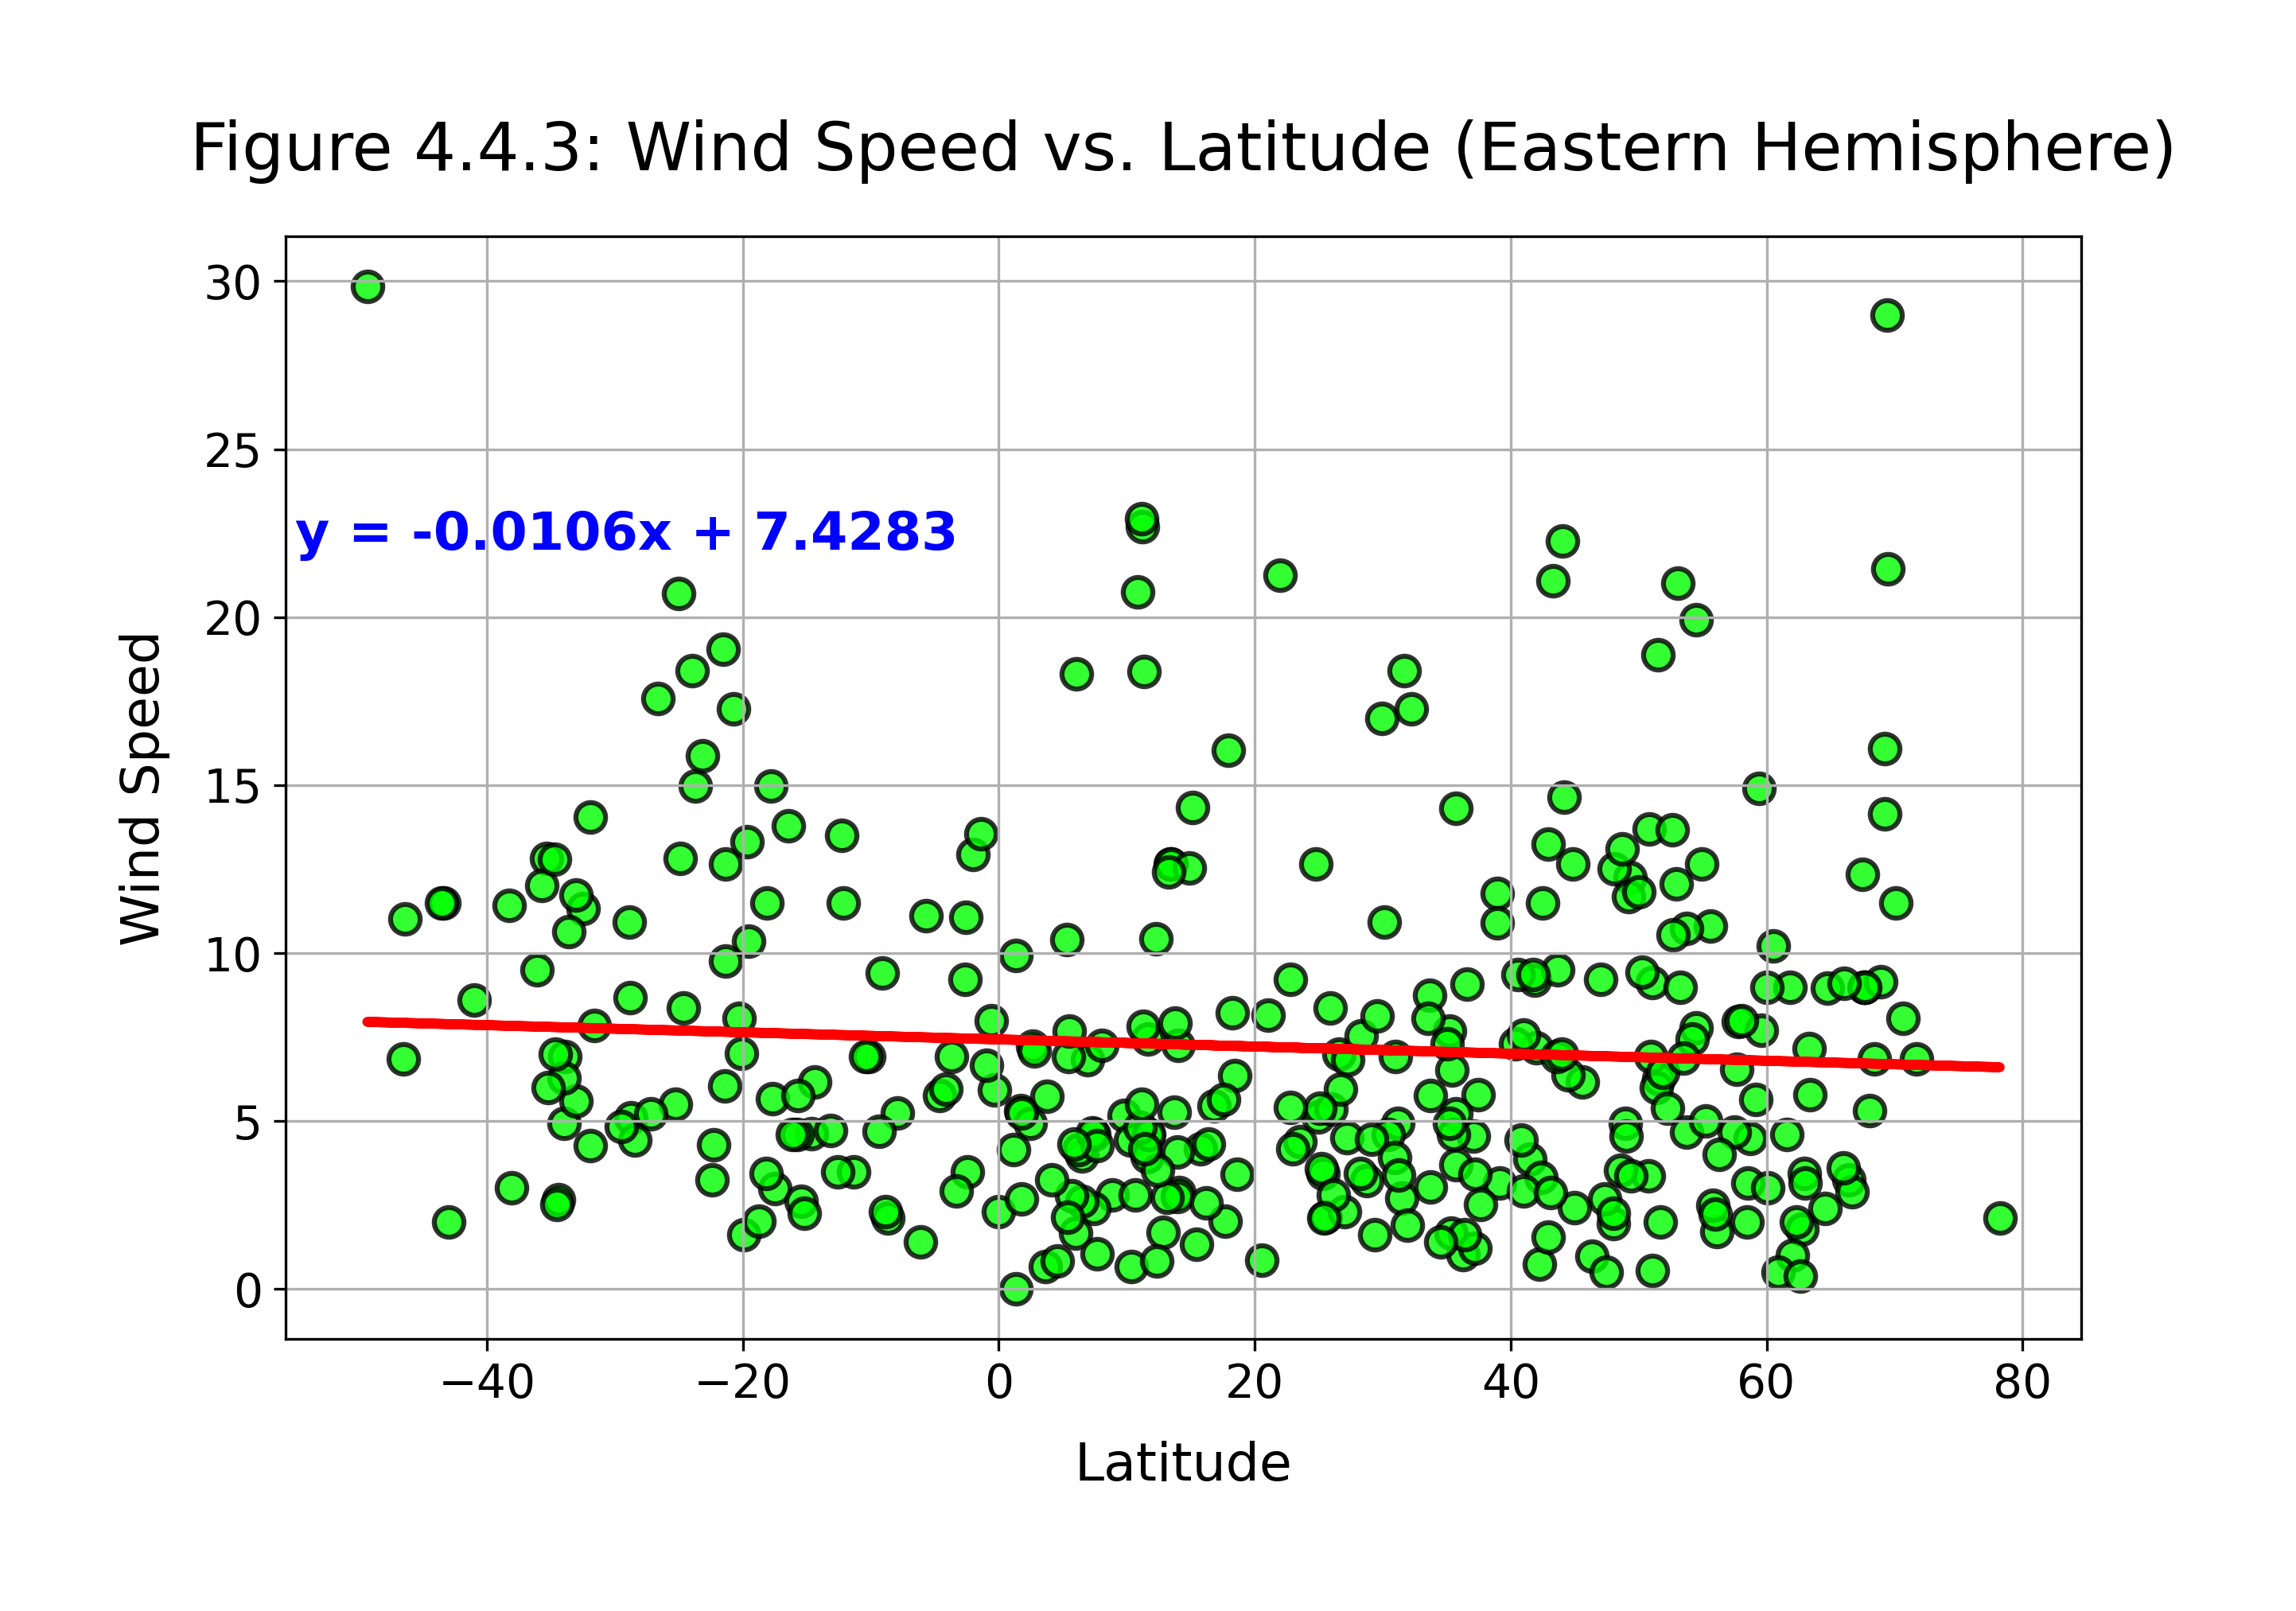 Figure 4.4.3: Wind Speed vs. Latitude (Eastern Hemisphere)
30
25
y = -0.0106x + 7.4283
20
15
10
5
0
Wind Speed
−40 −20 0 20 40 60 80
Latitude